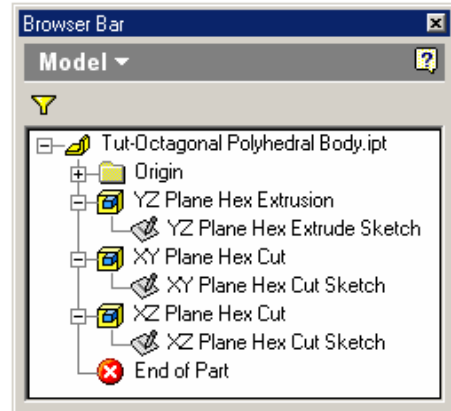 Browser Bar
Model
Tut-Octagonal Polyhedral Body.ipt
Origin
YZ Plane Hex Extrusion
YZ Plane Hex Extrude Sketch
XY Plane Hex Cut
XY Plane Hex Cut Sketch
XZ Plane Hex Cut
XZ Plane Hex Cut Sketch
End of Part